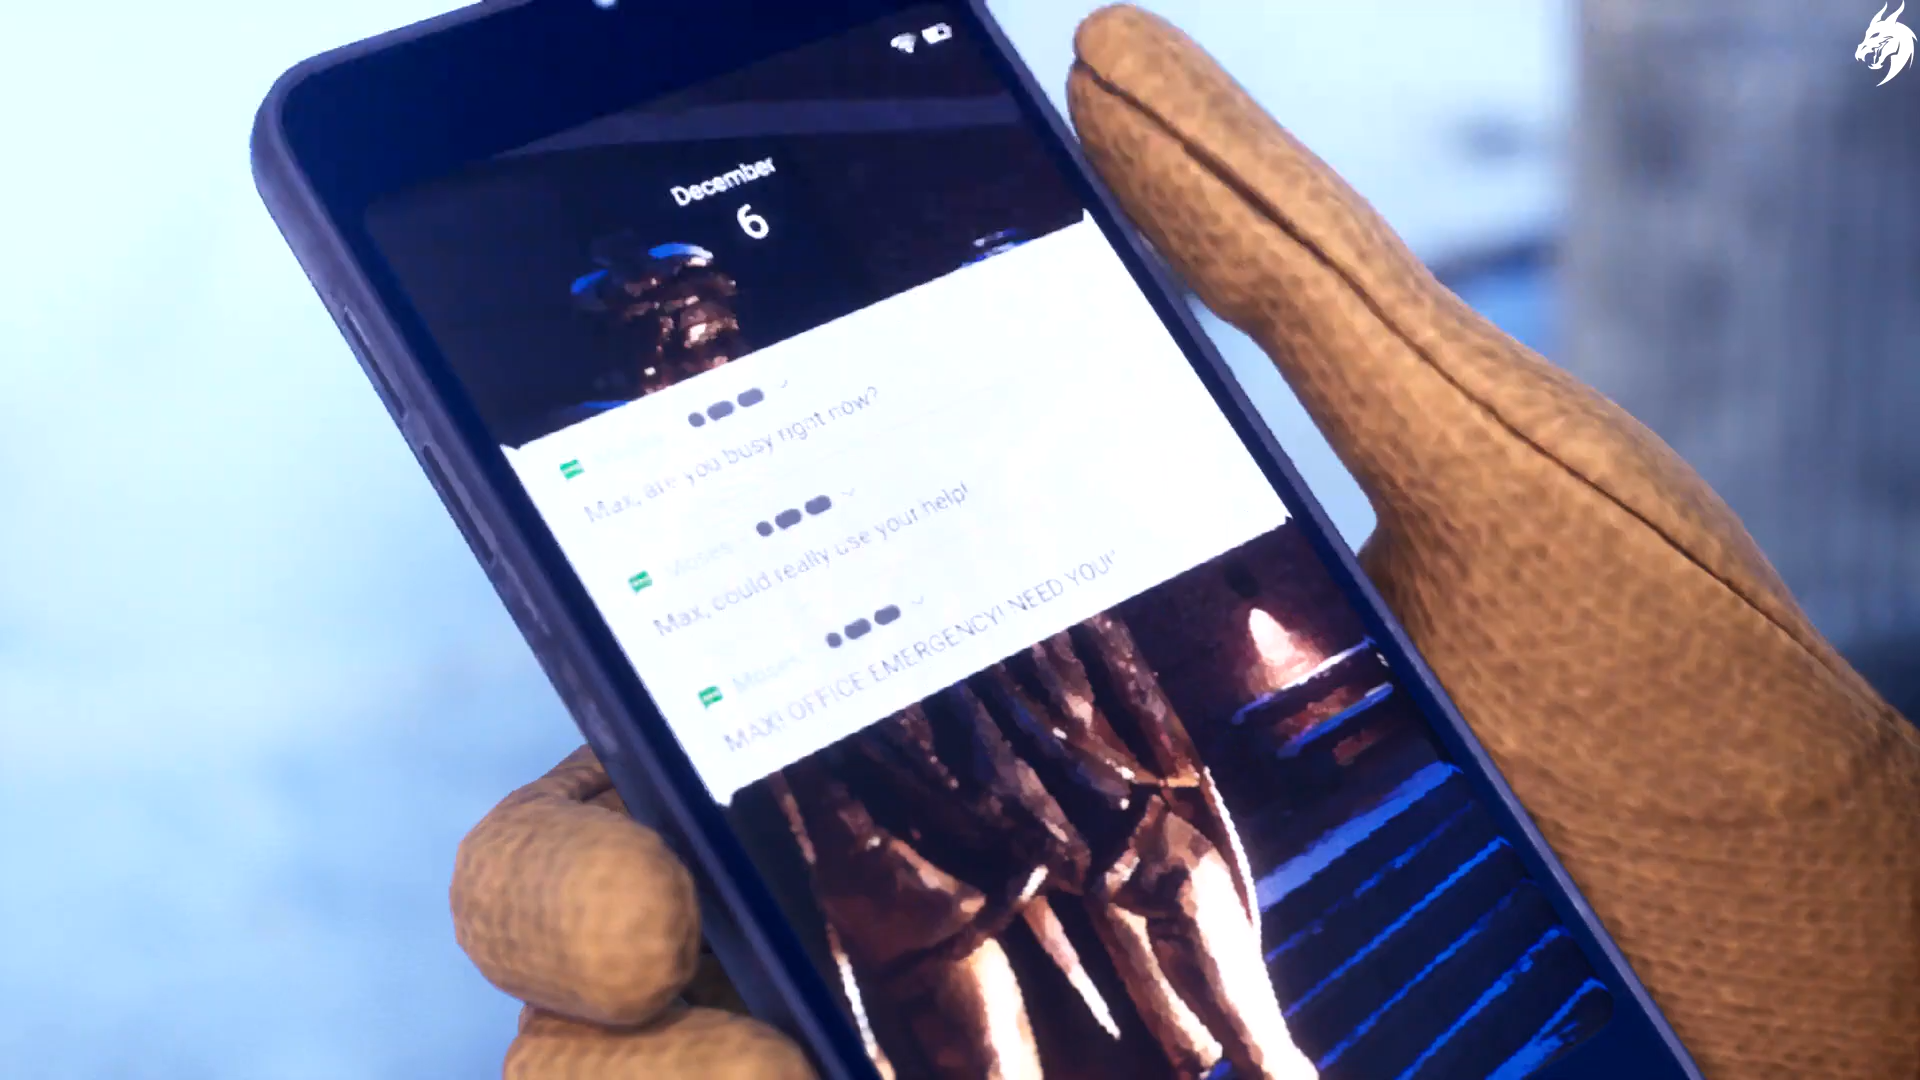 December
6
Max, are you busy right now?
Moses
Max, could really use your help!
Moses
MAX! OFFICE EMERGENCY! NEED YOU!"